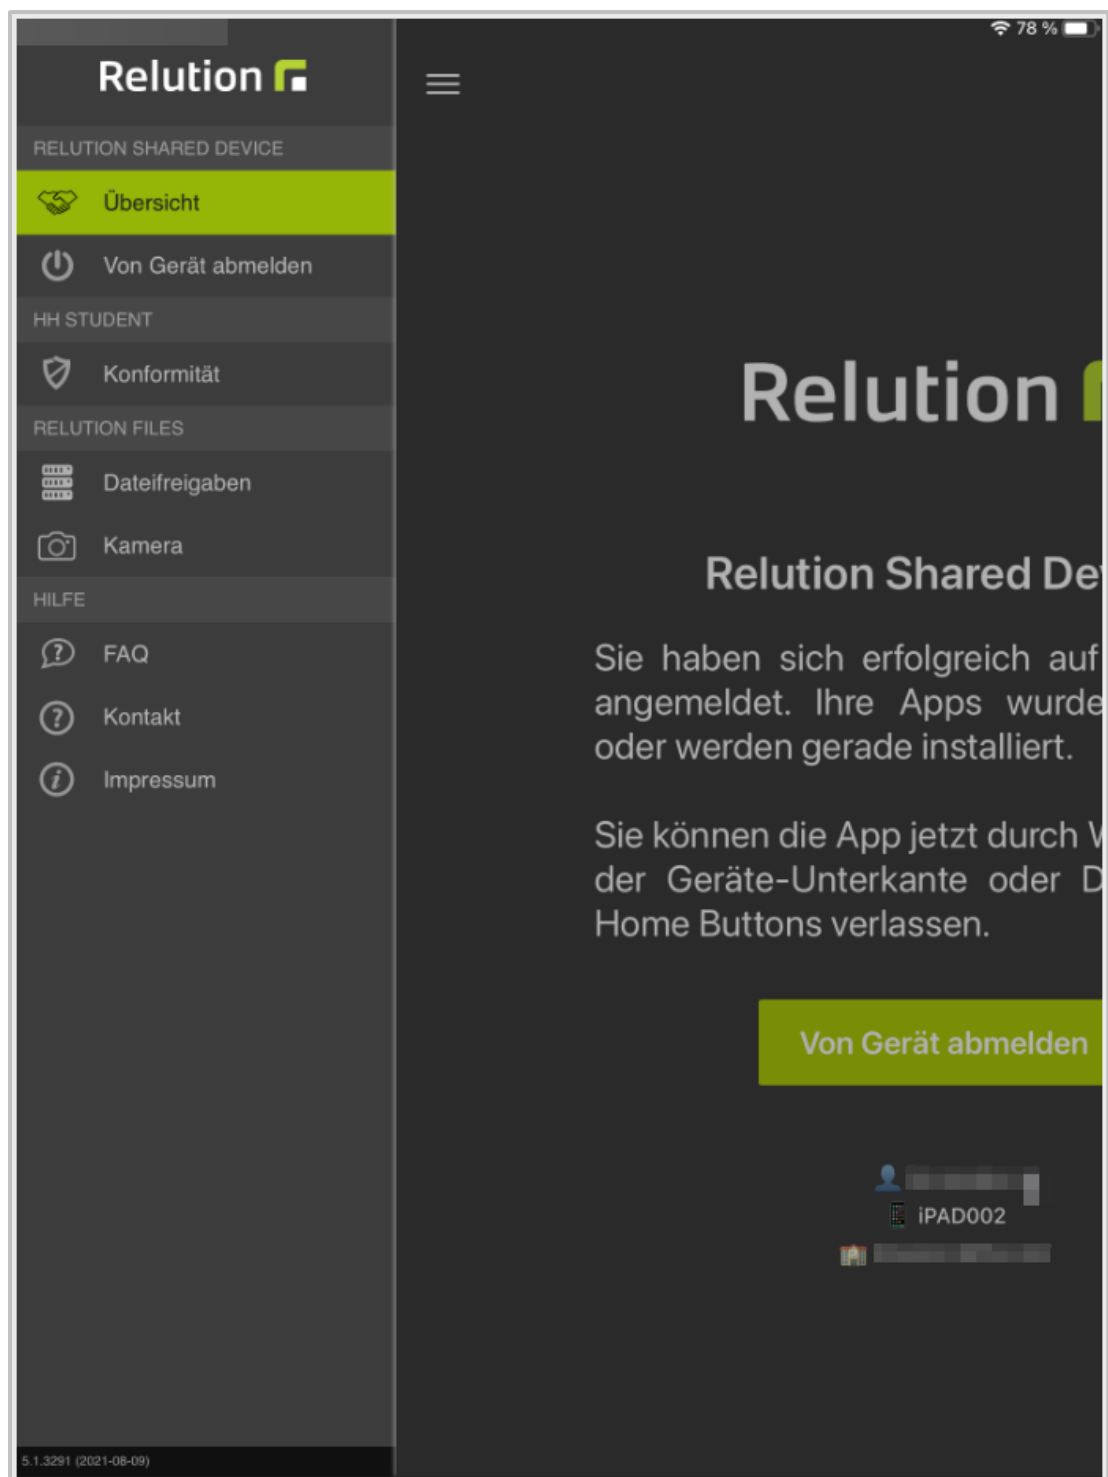 78 %
Relution
RELUTION SHARED DEVICE
Übersicht
Von Gerät abmelden
HH STUDENT
Konformität
RELUTION FILES
Dateifreigaben
Kamera
HILFE
FAQ
Kontakt
Impressum
5.1.3291 (2021-08-09)
Relution
Relution Shared De
Sie haben sich erfolgreich auf
angemeldet. Ihre Apps wurde
oder werden gerade installiert.
Sie können die App jetzt durch
der Geräte-Unterkante oder D
Home Buttons verlassen.
Von Gerät abmelden
iPAD002